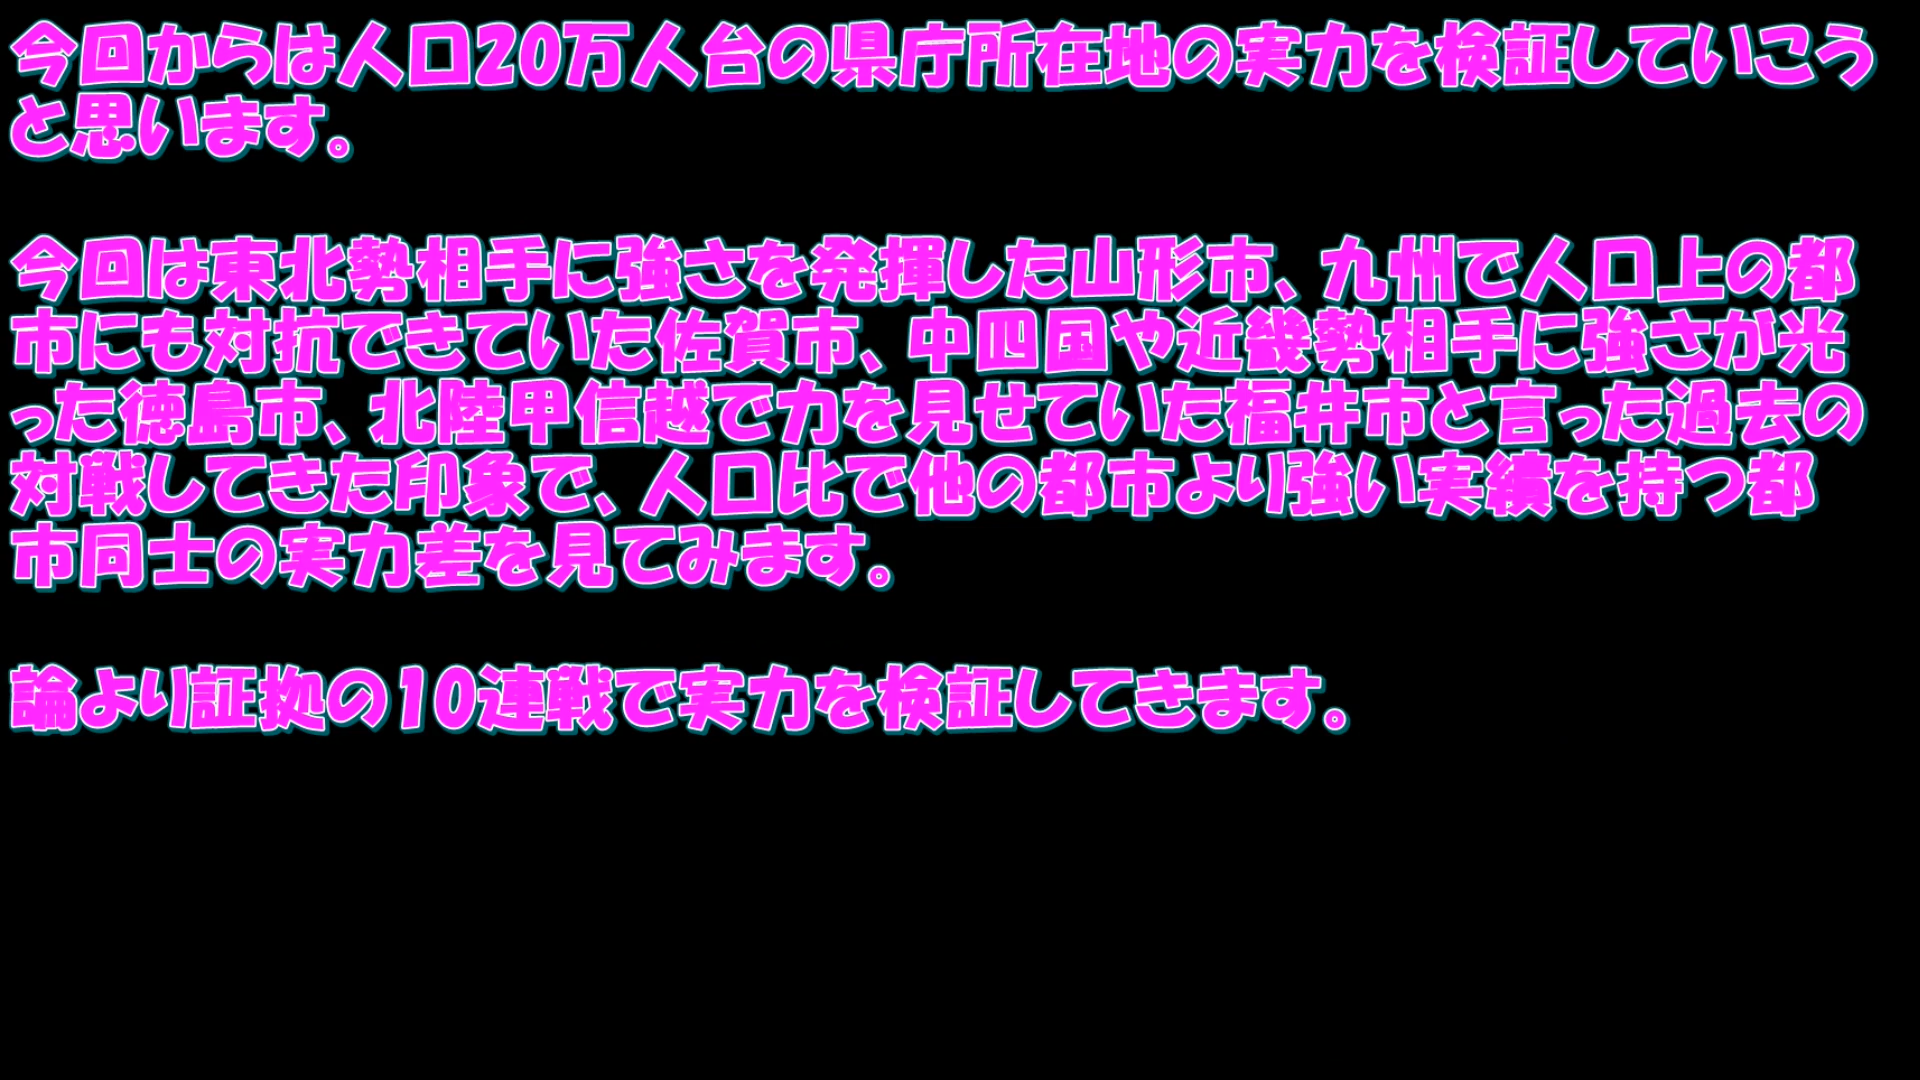 今回からは人口20万人台の県庁所在地の実力を検証していこう
と思います。
今回は東北勢相手に強さを発揮した山形市、九州で人口上の都
市にも対抗できていた佐賀市、中四国や近畿勢相手に強さが光
った徳島市、北陸甲信越で力を見せていた福井市と言った過去の
対戦してきた印象で、人口比で他の都市より強い実績を持つ都
市同士の実力差を見てみます。
論より証拠の10連戦で実力を検証してきます。